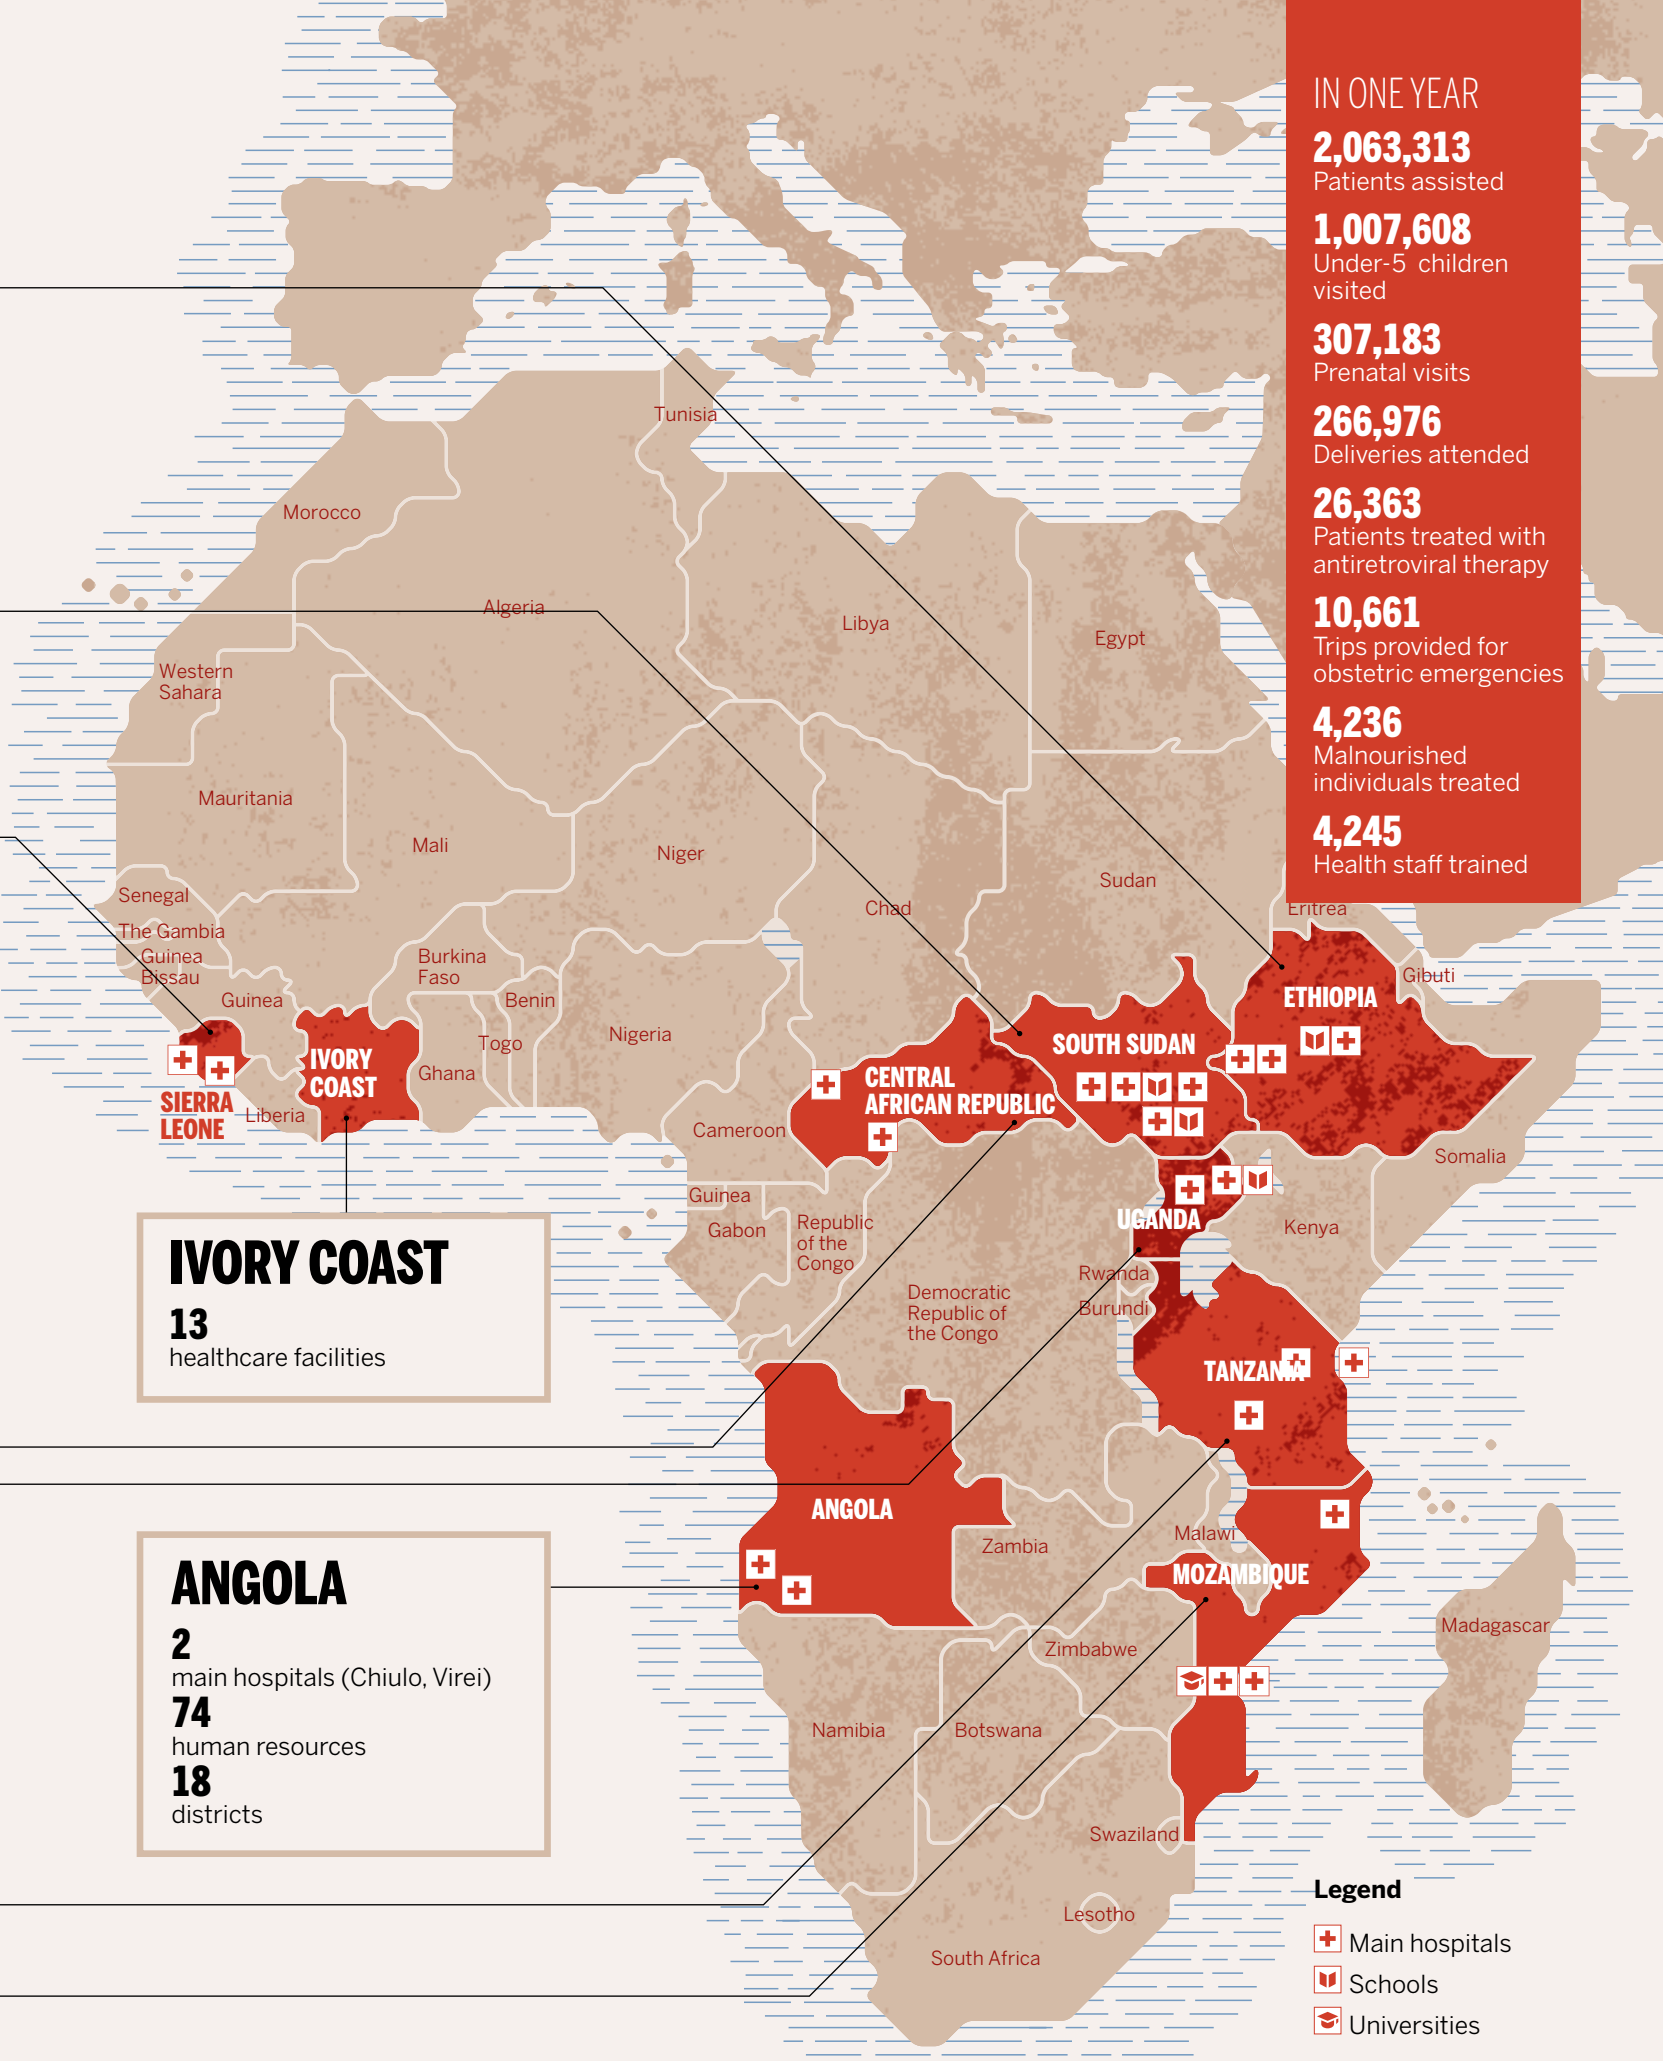 IN ONE YEAR
2,063,313
Patients assisted
1,007,608
Under-5 children
visited
307,183
Prenatal visits
266,976
Deliveries attended
26,363
Patients treated with
antiretroviral therapy
10,661
Trips provided for
obstetric emergencies
4,236
Malnourished
individuals treated
4,245
Health staff trained
Tunisia
Morocco
Algeria
Libya
Egypt
Western
Sahara
Mauritania
Mali
Niger
Chad
Sudan
Eritrea
Senegal
The Gambia
Guinea
Bissau
Guinea
Burkina
Faso
Benin
Togo
Ghana
Nigeria
Gibuti
ETHIOPIA
SOUTH SUDAN
CENTRAL
AFRICAN REPUBLIC
IVORY
COAST
SIERRA
LEONE
Liberia
Cameroon
Somalia
Guinea
Gabon
Republic
of the
Congo
UGANDA
Kenya
Rwanda
Burundi
Democratic
Republic of
the Congo
TANZANIA
IVORY COAST
13
healthcare facilities
ANGOLA
Zambia
Malawi
MOZAMBIQUE
Zimbabwe
Madagascar
Namibia
Botswana
Swaziland
Lesotho
South Africa
ANGOLA
2
main hospitals (Chiulo, Virei)
74
human resources
18
districts
Legend
Main hospitals
Schools
Universities